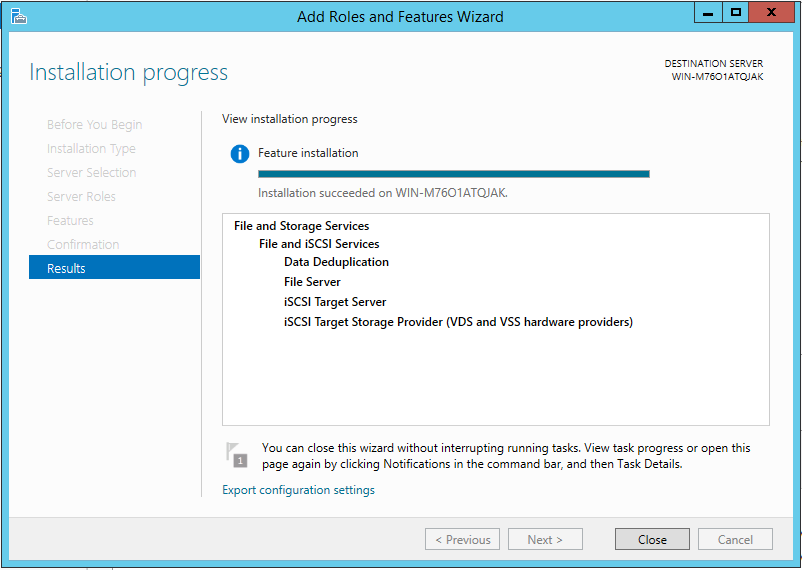 Add Roles and Features Wizard
Installation progress
DESTINATION SERVER
WIN-M76O1ATQJAK
Before You Begin
Installation Type
Server Selection
Server Roles
Features
Confirmation
Results
View installation progress
Feature installation
Installation succeeded on WIN-M76O1ATQJAK.
File and Storage Services
File and iSCSI Services
Data Deduplication
File Server
iSCSI Target Server
iSCSI Target Storage Provider (VDS and VSS hardware providers)
1
You can close this wizard without interrupting running tasks. View task progress or open this
page again by clicking Notifications in the command bar, and then Task Details.
Export configuration settings
< Previous
Next >
Close
Cancel